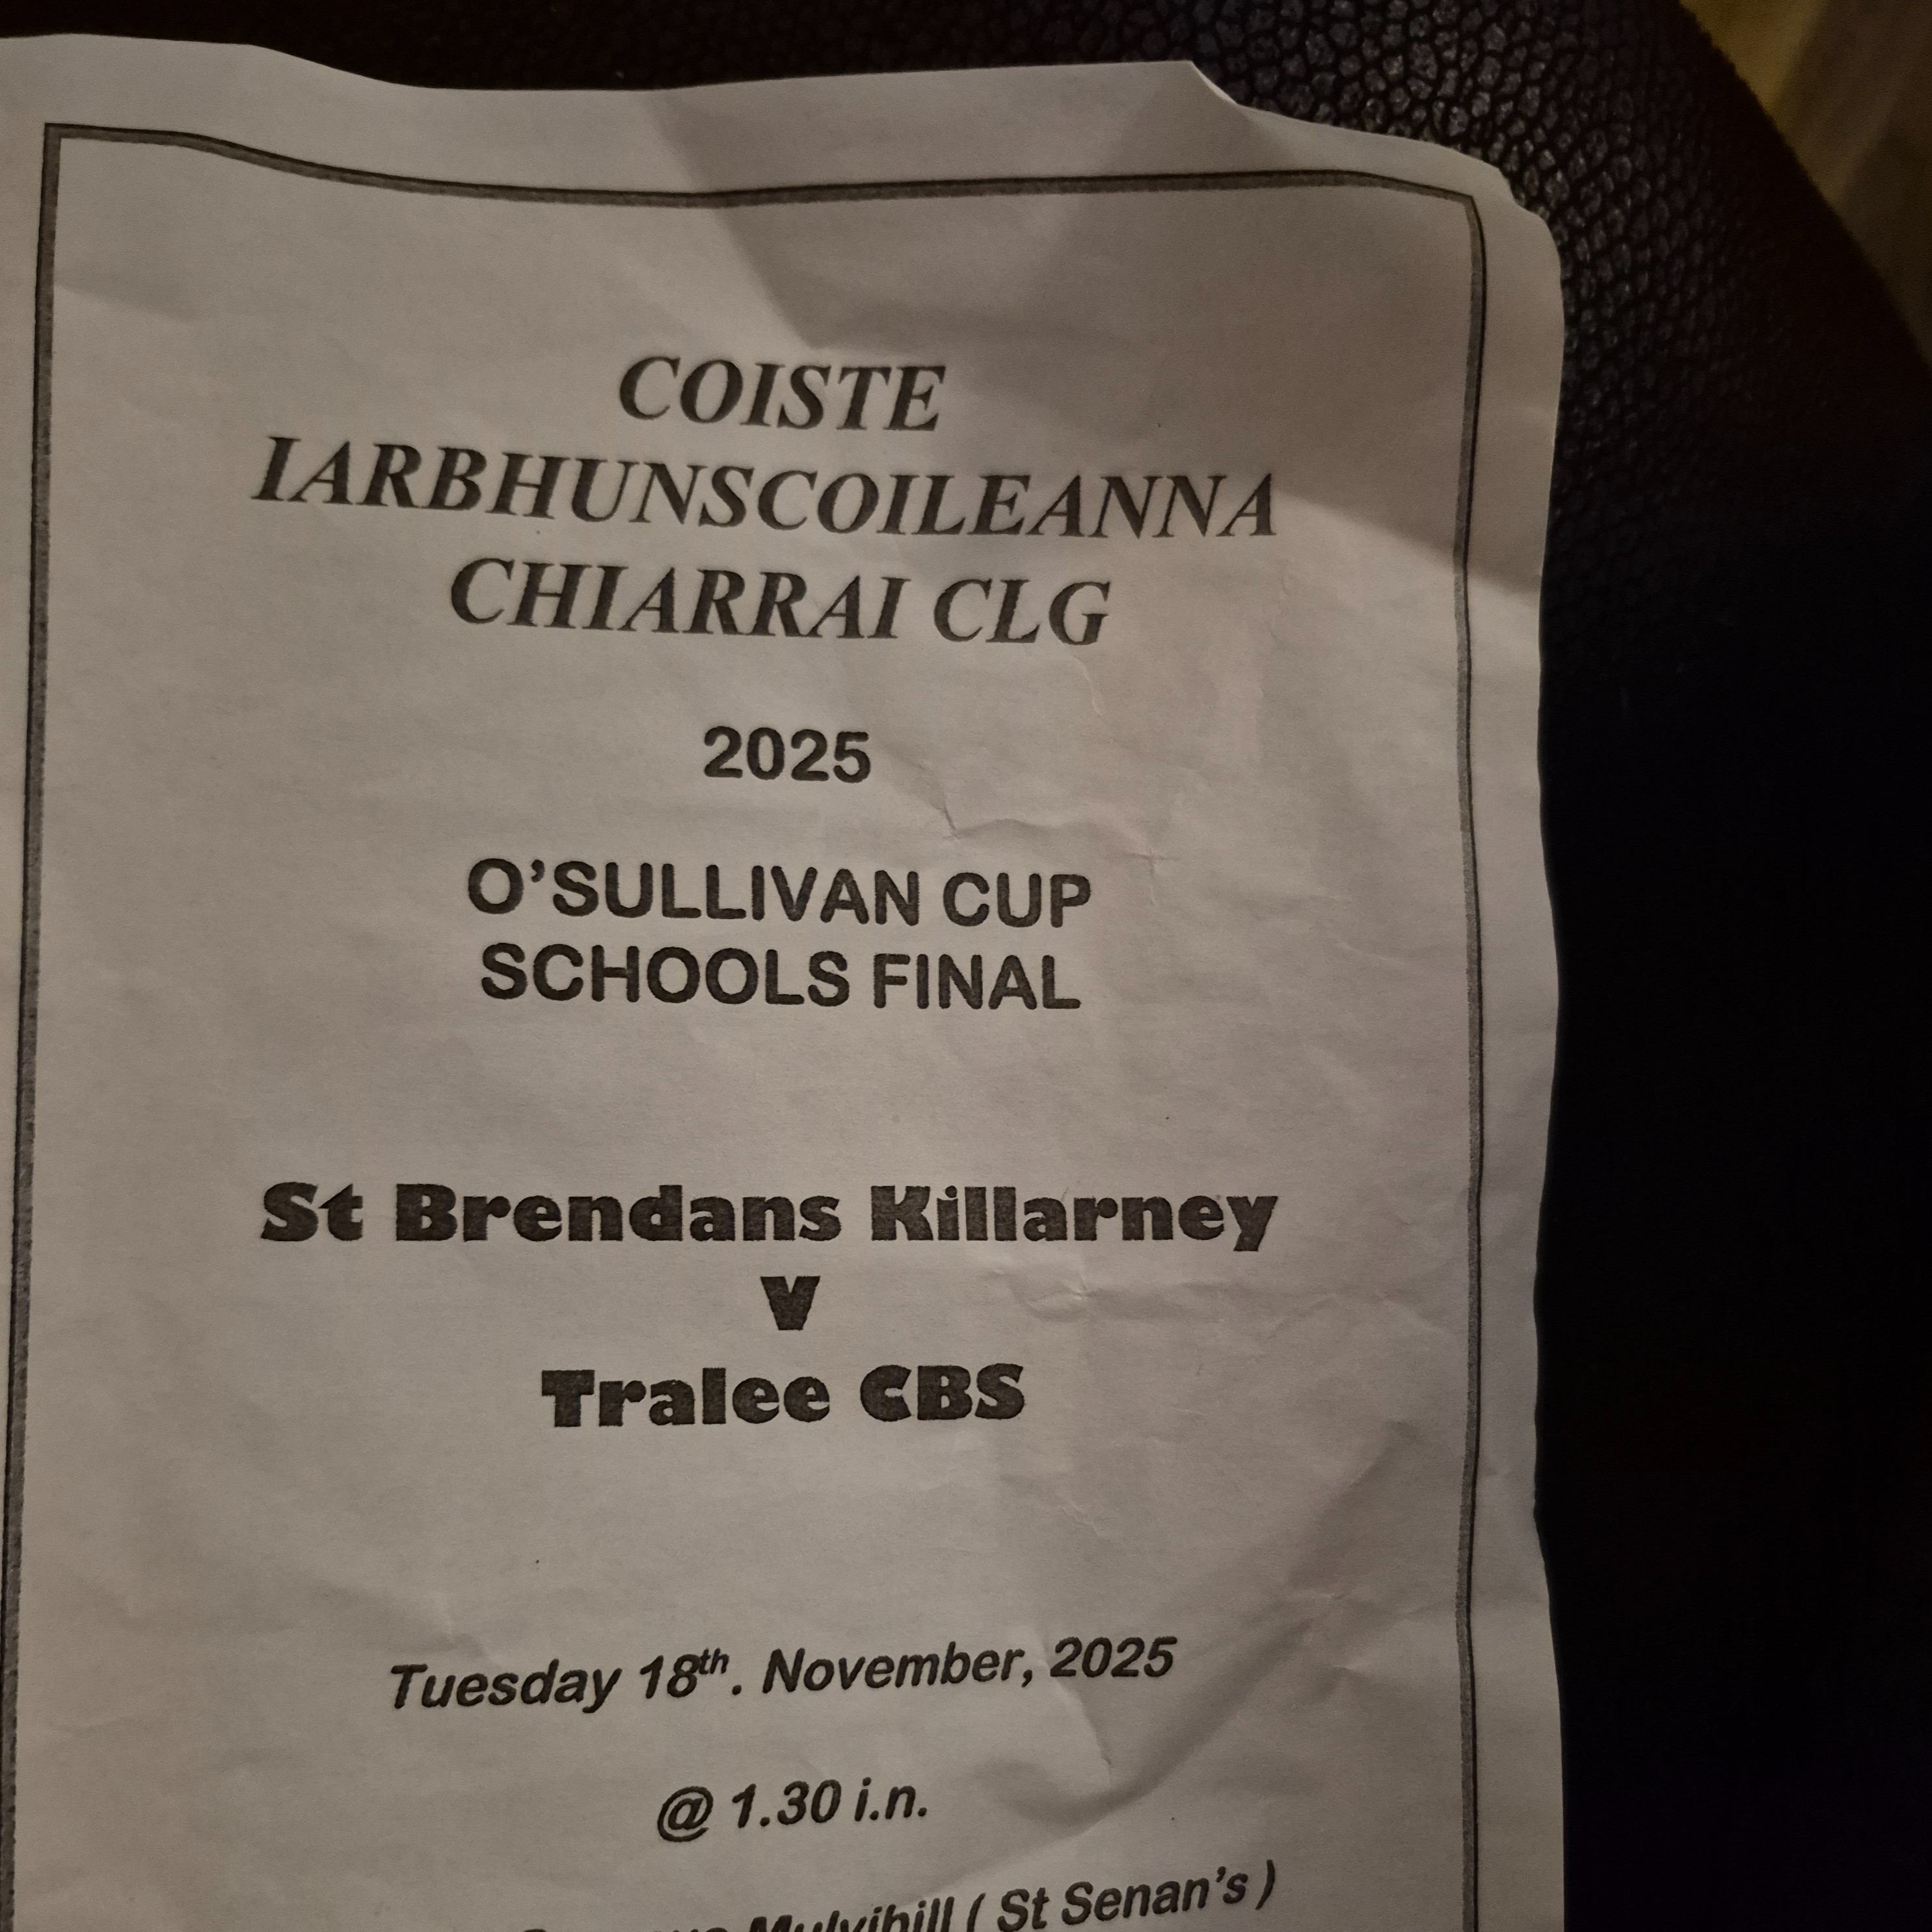 COISTE
IARBHUNSCOILEANNA
CHIARRAI CLG
2025
O'SULLIVAN CUP
SCHOOLS FINAL
St Brendans Killarney
V
Tralee CBS
Tuesday 18th. November, 2025
@ 1.30 i.n.
Mulvihill ( St Senan's )